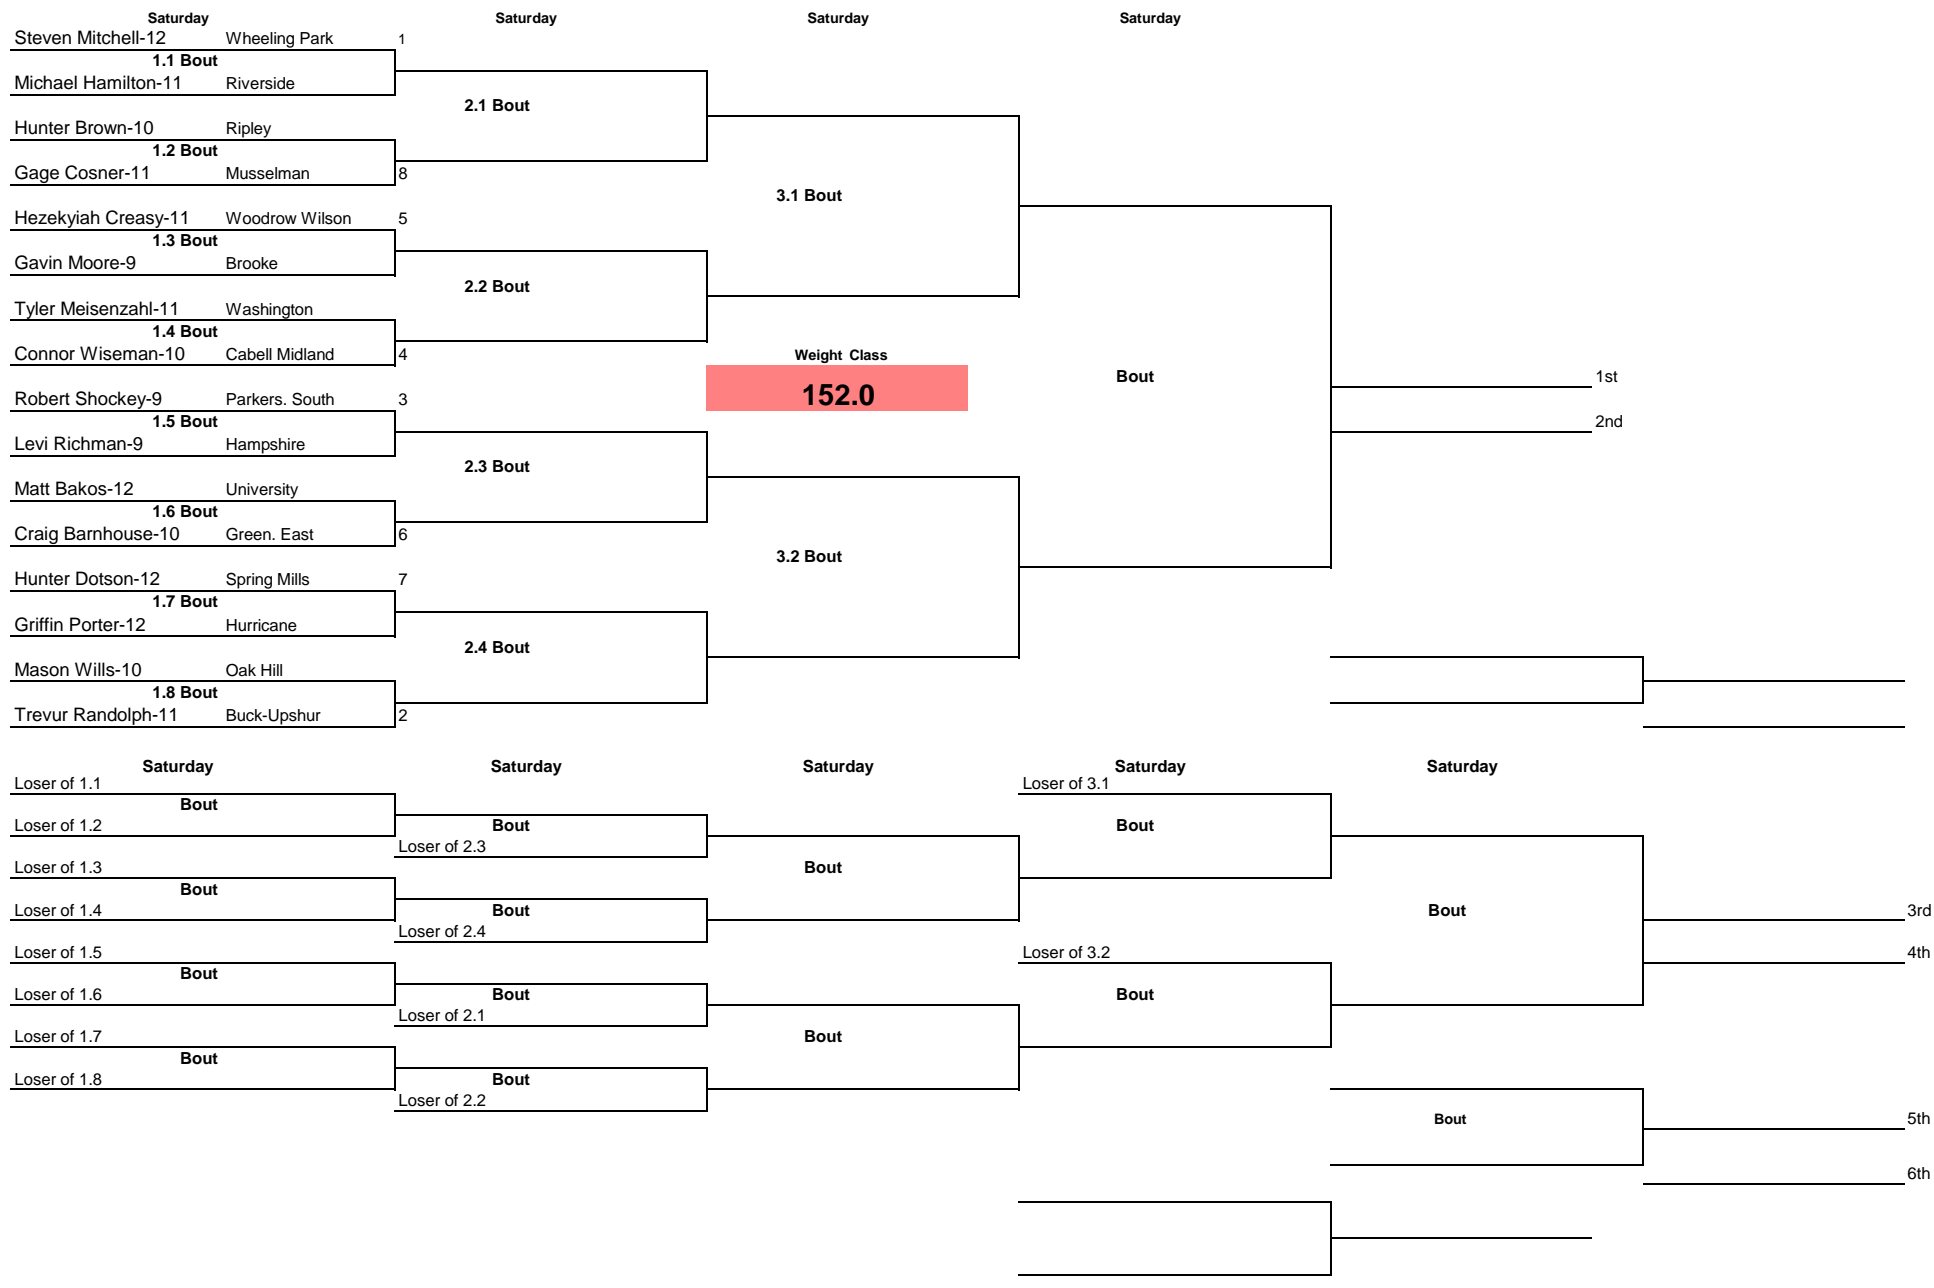 Saturday Saturday Saturday Saturday
Steven Mitchell-12 Wheeling Park 1
1.1 Bout
Michael Hamilton-11 Riverside
2.1 Bout
Hunter Brown-10 Ripley
1.2 Bout
Gage Cosner-11 Musselman 8
3.1 Bout
Hezekyiah Creasy-11 Woodrow Wilson 5
1.3 Bout
Gavin Moore-9 Brooke
2.2 Bout
Tyler Meisenzahl-11 Washington
1.4 Bout
Connor Wiseman-10 Cabell Midland 4
Weight Class
Bout
1st
152.0
Robert Shockey-9 Parkers. South 3
1.5 Bout
2nd
Levi Richman-9 Hampshire
2.3 Bout
Matt Bakos-12 University
1.6 Bout
Craig Barnhouse-10 Green. East 6
3.2 Bout
Hunter Dotson-12 Spring Mills 7
1.7 Bout
Griffin Porter-12 Hurricane
2.4 Bout
Mason Wills-10 Oak Hill
1.8 Bout
Trevur Randolph-11 Buck-Upshur 2
Saturday Saturday Saturday Saturday Saturday
Loser of 1.1 Loser of 3.1
Bout
Loser of 1.2 Bout Bout
Loser of 2.3
Loser of 1.3 Bout
Bout
Loser of 1.4 Bout Bout 3rd
Loser of 2.4
Loser of 1.5 Loser of 3.2 4th
Bout
Loser of 1.6 Bout Bout
Loser of 2.1
Loser of 1.7 Bout
Bout
Loser of 1.8 Bout
Loser of 2.2
Bout 5th
6th